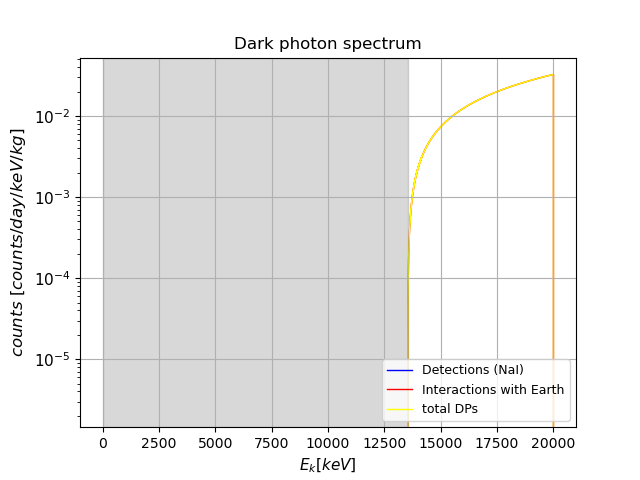 Dark photon spectrum
counts [counts/day/keV/kg]
10⁻²
10⁻³
10⁻⁴
10⁻⁵
Detections (NaI)
Interactions with Earth
total DPs
0 2500 5000 7500 10000 12500 15000 17500 20000
Eₖ[keV]